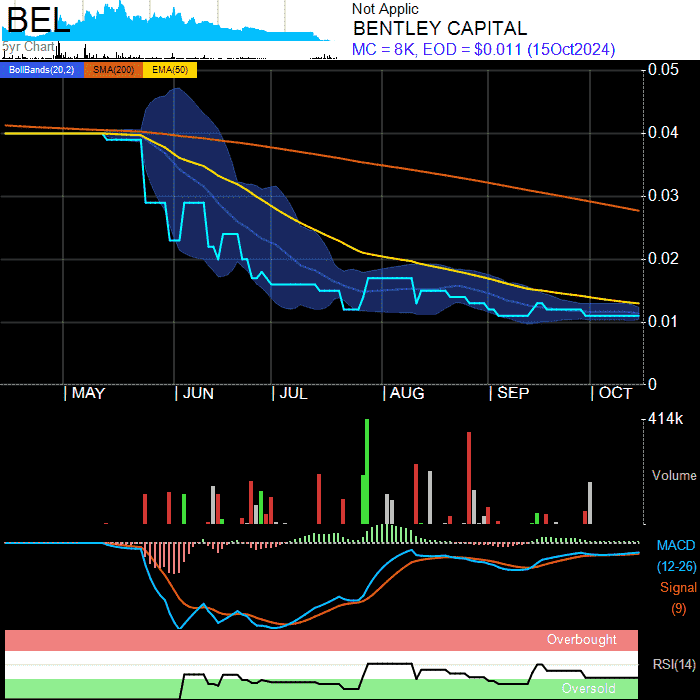 BEL
5yr Chart
Not Applic
BENTLEY CAPITAL
MC = 8K, EOD = $0.011 (15Oct2024)
BollBands(20,2) SMA(200) EMA(50)
0.05
0.04
0.03
0.02
0.01
0
| MAY | JUN | JUL | AUG | SEP | OCT
414k
Volume
MACD
(12-26)
Signal
(9)
Overbought
RSI(14)
Oversold